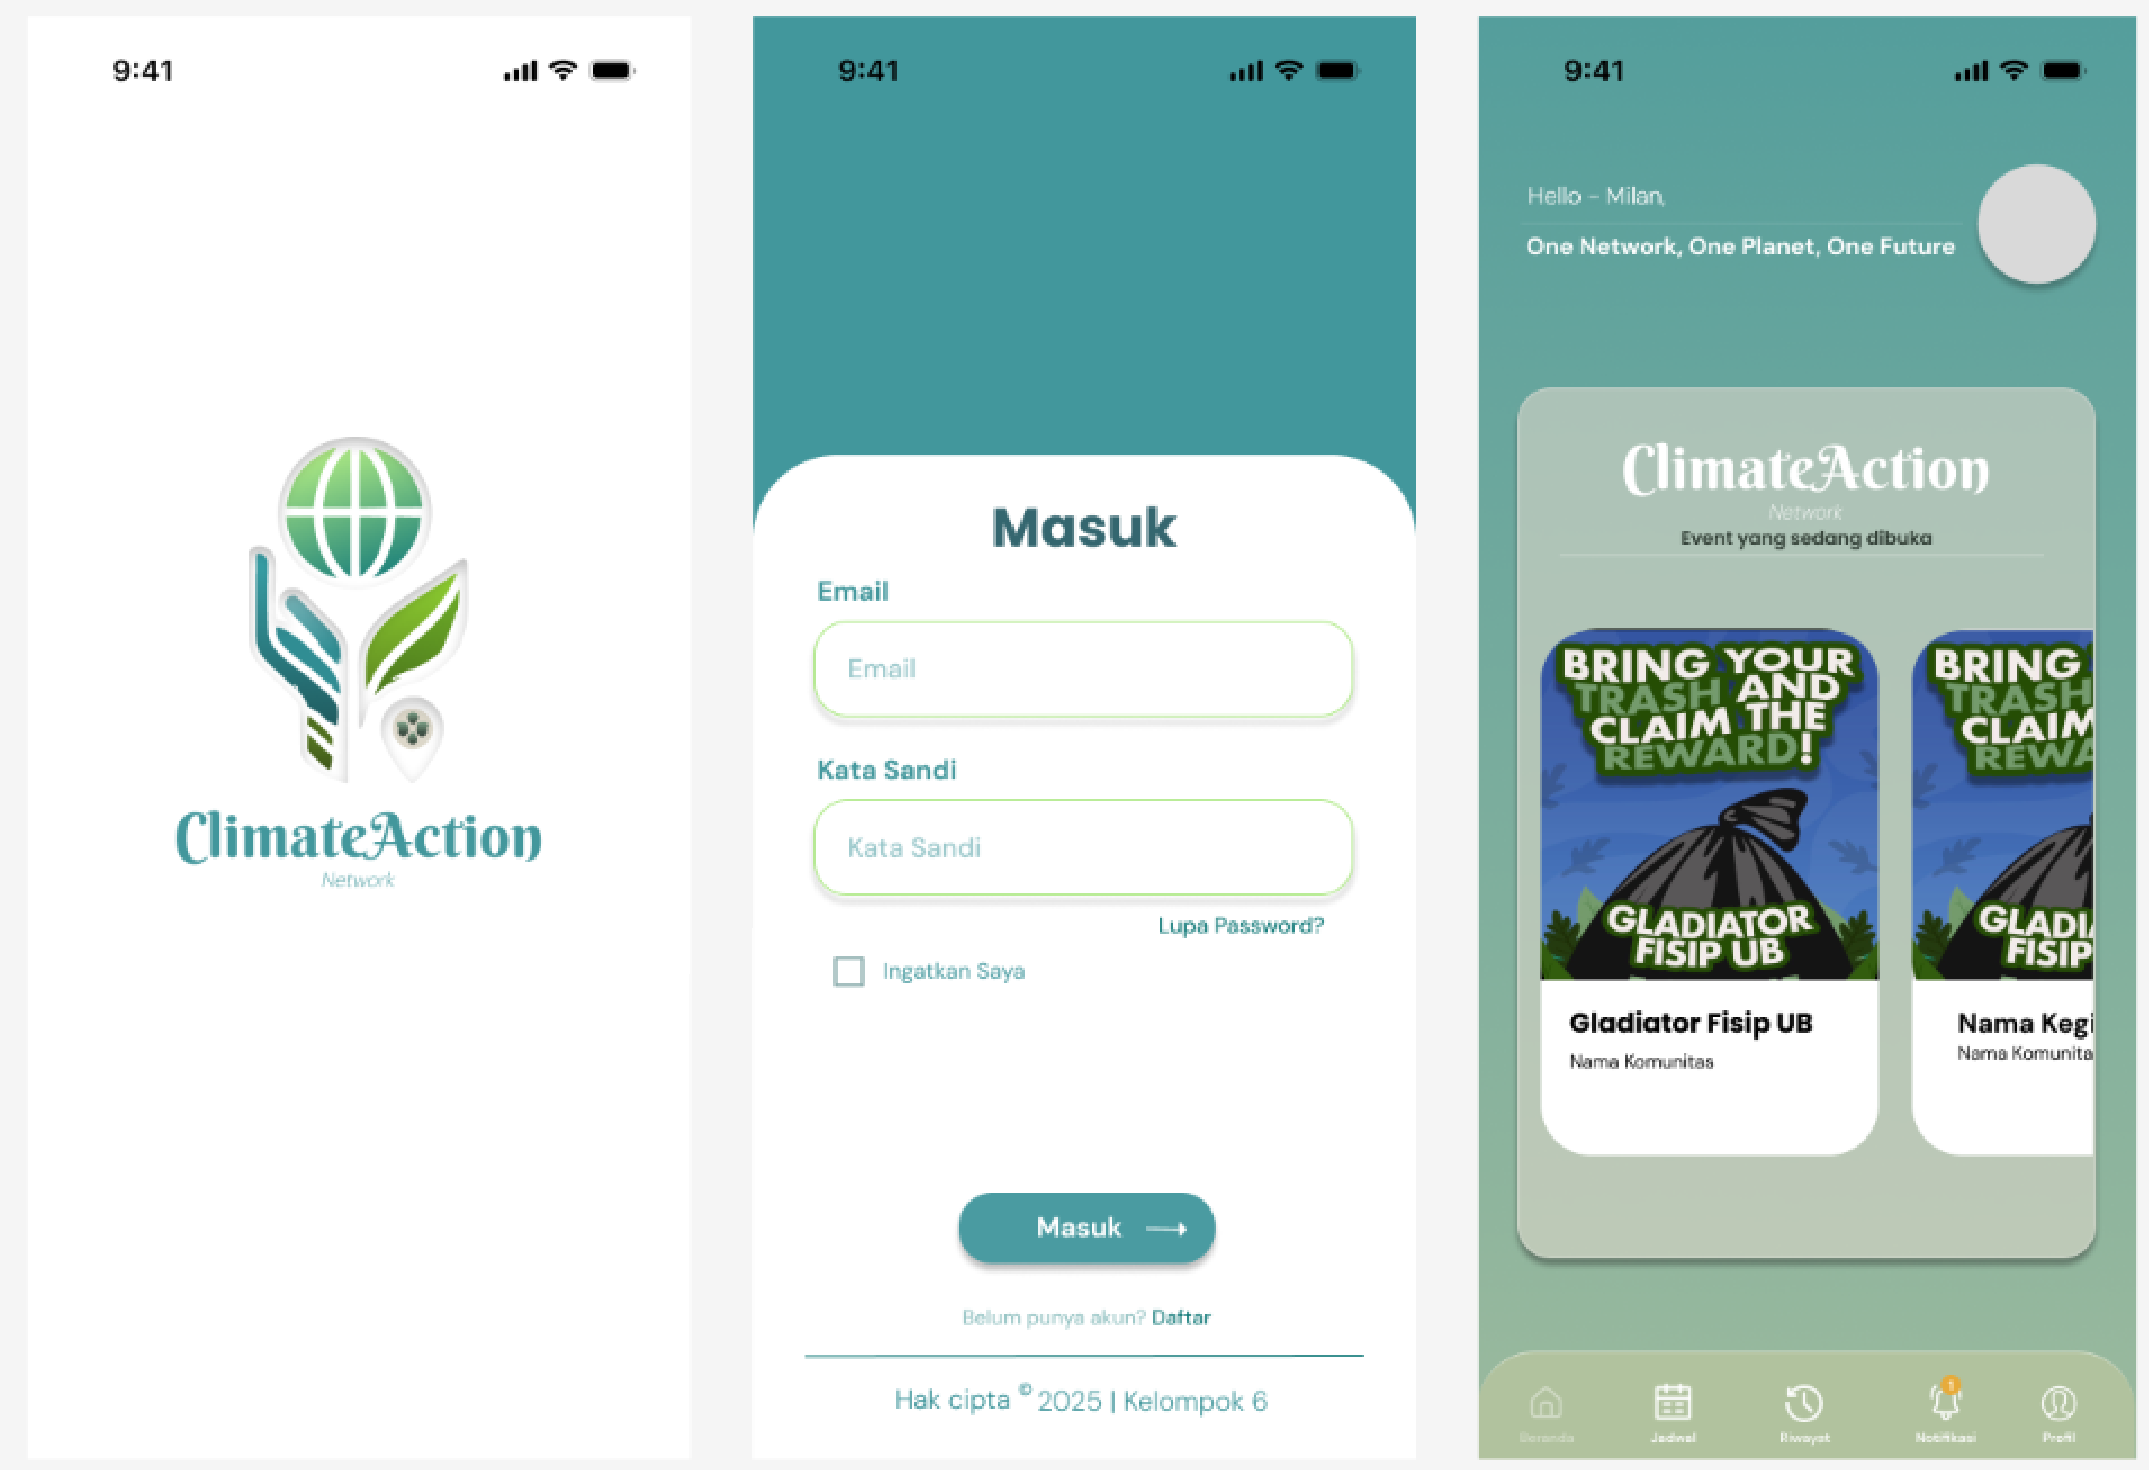 9:41
ClimateAction
Network
9:41
Masuk
Email
Email
Kata Sandi
Kata Sandi
Lupa Password?
Ingatkan Saya
Masuk
Belum punya akun? Daftar
Hak cipta © 2025 | Kelompok 6
9:41
Hello - Milan,
One Network, One Planet, One Future
ClimateAction
Network
Event yang sedang dibuka
BRING YOUR
TRASH AND
CLAIM THE
REWARD!
GLADIATOR
FISIP UB
Gladiator Fisip UB
Nama Komunitas
BRING
TRASH
CLAIM
REWA
GLADI
FISIP
Nama Kegi
Nama Komunita
1
Beranda
Jadwal
Riwayat
Notifikasi
Profil